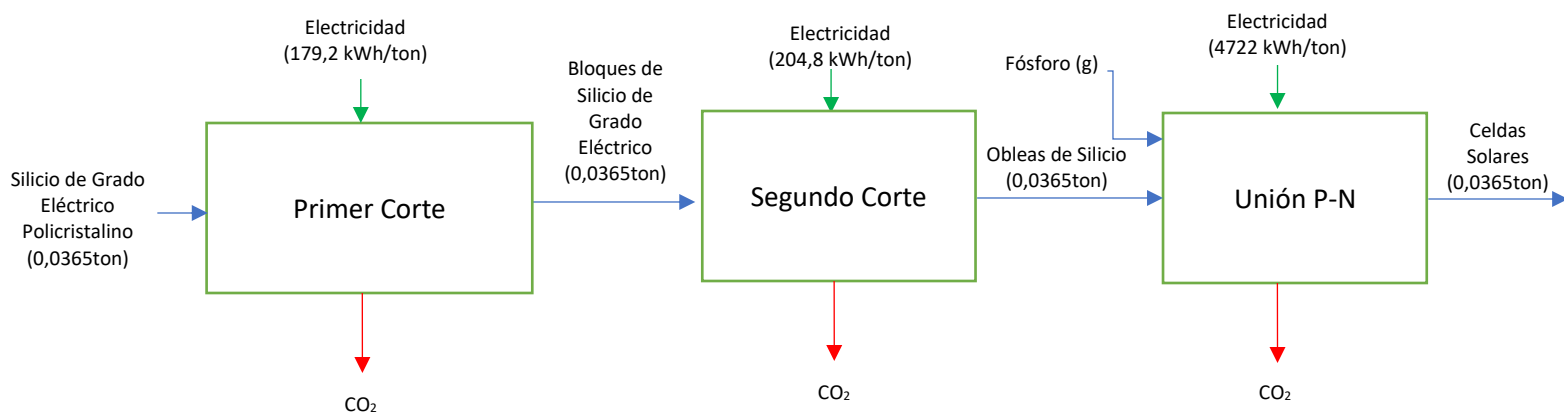 Electricidad
(179,2 kWh/ton)
Silicio de Grado
Eléctrico
Policristalino
(0,0365ton)
Primer Corte
CO₂
Bloques de
Silicio de
Grado
Eléctrico
(0,0365ton)
Electricidad
(204,8 kWh/ton)
Segundo Corte
CO₂
Obleas de Silicio
(0,0365ton)
Fósforo (g)
Electricidad
(4722 kWh/ton)
Unión P-N
CO₂
Celdas
Solares
(0,0365ton)